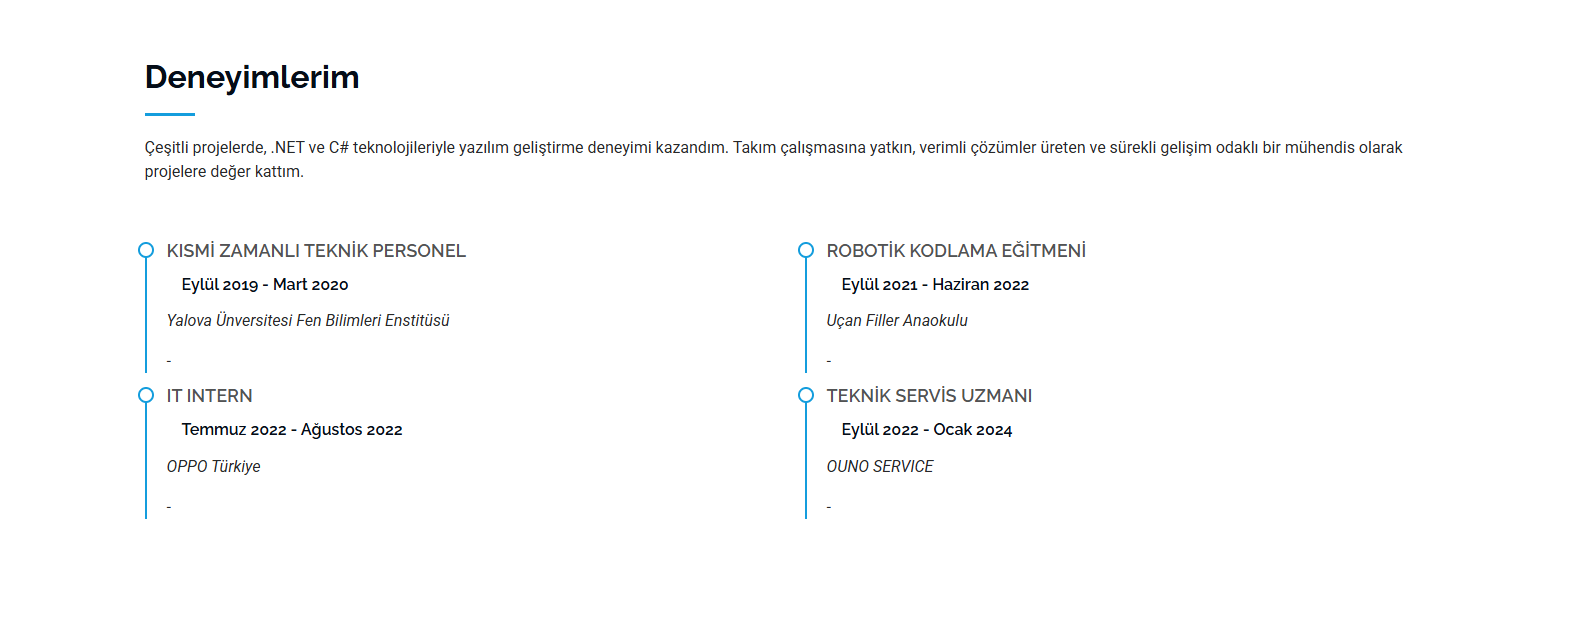 Deneyimlerim
Çeşitli projelerde, .NET ve C# teknolojileriyle yazılım geliştirme deneyimi kazandım. Takım çalışmasına yatkın, verimli çözümler üreten ve sürekli gelişim odaklı bir mühendis olarak
projelere değer kattım.
KISMİ ZAMANLI TEKNİK PERSONEL
Eylül 2019 - Mart 2020
Yalova Ünversitesi Fen Bilimleri Enstitüsü
-
ROBOTİK KODLAMA EĞİTMENİ
Eylül 2021 - Haziran 2022
Uçan Filler Anaokulu
-
IT INTERN
Temmuz 2022 - Ağustos 2022
OPPO Türkiye
-
TEKNİK SERVİS UZMANI
Eylül 2022 - Ocak 2024
OUNO SERVICE
-